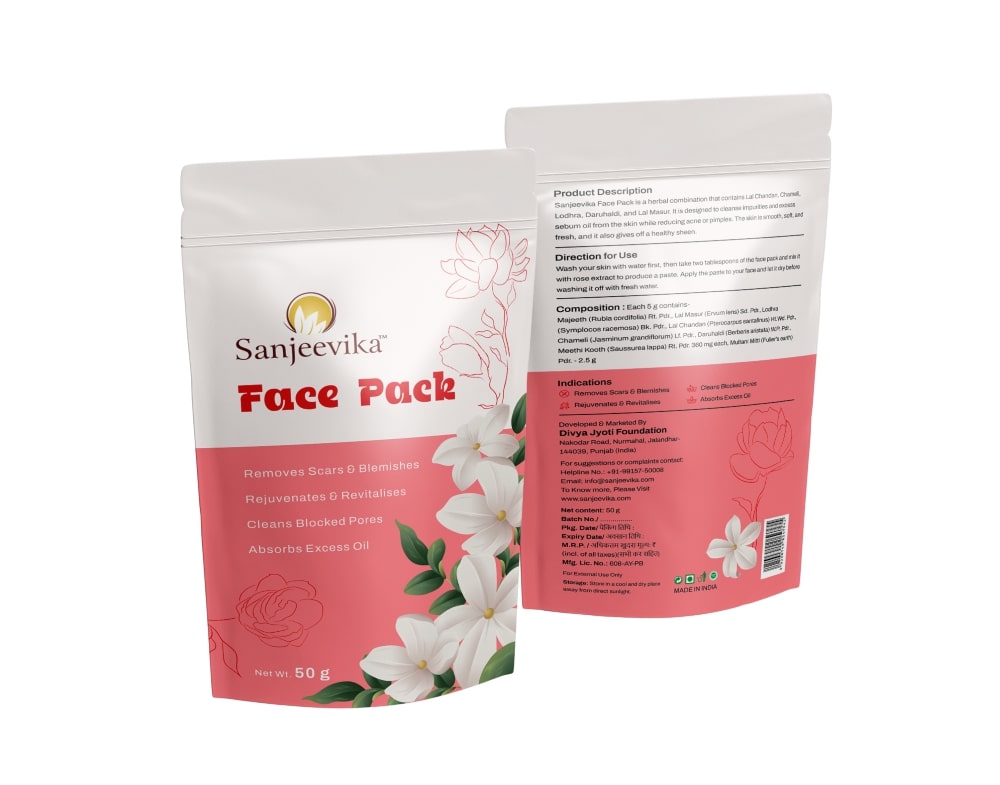 Sanjeevika™
Face Pack
Removes Scars & Blemishes
Rejuvenates & Revitalises
Cleans Blocked Pores
Absorbs Excess Oil
Net Wt. 50 g
Product Description
Sanjeevika Face Pack is a herbal combination that contains Lal Chandan, Chameli,
Lodhra, Daruhaldi, and Lal Masur. It is designed to cleanse impurities and excess
sebum oil from the skin while reducing acne or pimples. The skin is smooth, soft, and
fresh, and it also gives off a healthy sheen.
Direction for Use
Wash your skin with water first, then take two tablespoons of the face pack and mix it
with rose extract to produce a paste. Apply the paste to your face and let it dry before
washing it off with fresh water.
Composition : Each 5 g contains-
Majeeth (Rubia cordifolia) Rt. Pdr., Lal Masur (Ervum lens) Sd. Pdr., Lodhra
(Symplocos racemosa) Bk. Pdr., Lal Chandan (Pterocarpus santalinus) Ht.Wd. Pdr.,
Chameli (Jasminum grandiflorum) Lf. Pdr., Daruhaldi (Berberis aristata) W.P. Pdr.,
Meethi Kooth (Saussurea lappa) Rt. Pdr. 360 mg each, Multani Mitti (Fuller's earth)
Pdr. - 2.5 g
Indications
Removes Scars & Blemishes
Cleans Blocked Pores
Rejuvenates & Revitalises
Absorbs Excess Oil
Developed & Marketed By
Divya Jyoti Foundation
Nakodar Road, Nurmahal, Jalandhar-
144039, Punjab (India)
For suggestions or complaints contact:
Helpline No.: +91-99157-50006
Email: info@sanjeevika.com
To Know more, Please Visit
www.sanjeevika.com
Net content: 50 g
Batch No./ ................
Pkg. Date/ पैकिंग तिथि :
Expiry Date/ अवसान तिथि :
M.R.P. / अधिकतम खुदरा मूल्य: ₹
(incl. of all taxes)(सभी कर सहित)
Mfg. Lic. No.: 608-AY-PB
For External Use Only
Storage: Store in a cool and dry place
away from direct sunlight.
MADE IN INDIA